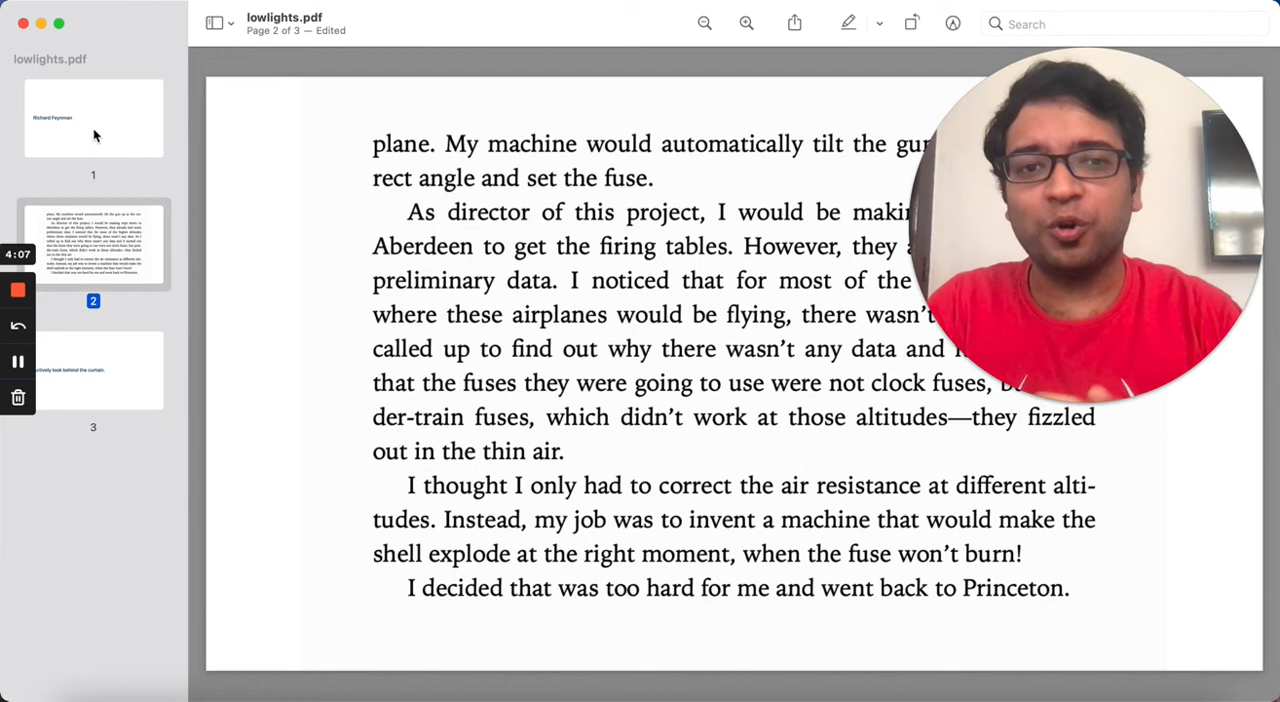 lowlights.pdf
Page 2 of 3 — Edited
Search
lowlights.pdf
Richard Feynman
1
2
4:07
look behind the curtain.
3
plane. My machine would automatically tilt the
rect angle and set the fuse.
As director of this project, I would be
Aberdeen to get the firing tables. However, they
preliminary data. I noticed that for most of the
where these airplanes would be flying, there wasn't
called up to find out why there wasn't any data and
that the fuses they were going to use were not clock fuses,
der-train fuses, which didn't work at those altitudes—they fizzled
out in the thin air.
I thought I only had to correct the air resistance at different alti-
tudes. Instead, my job was to invent a machine that would make the
shell explode at the right moment, when the fuse won't burn!
I decided that was too hard for me and went back to Princeton.